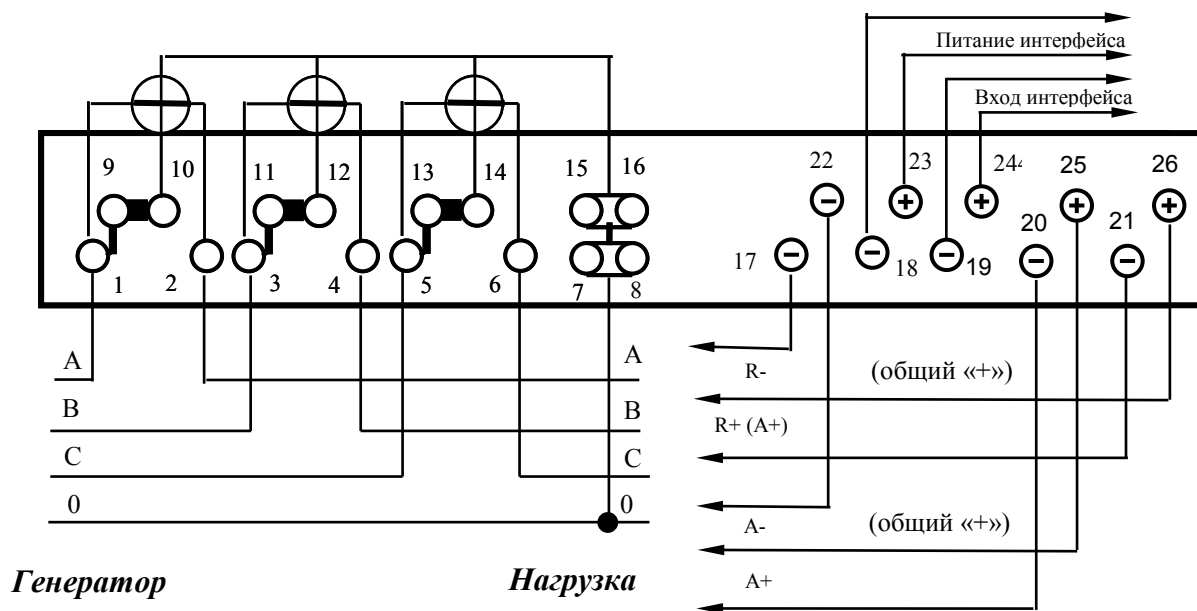 Питание интерфейса
Вход интерфейса
9 10 11 12 13 14 15 16 22 23 244 25 26
1 2 3 4 5 6 7 8 17 18 19 20 21
A A R- (общий «+»)
B B R+ (A+)
C C
0 0 A- (общий «+»)
A+
Генератор Нагрузка